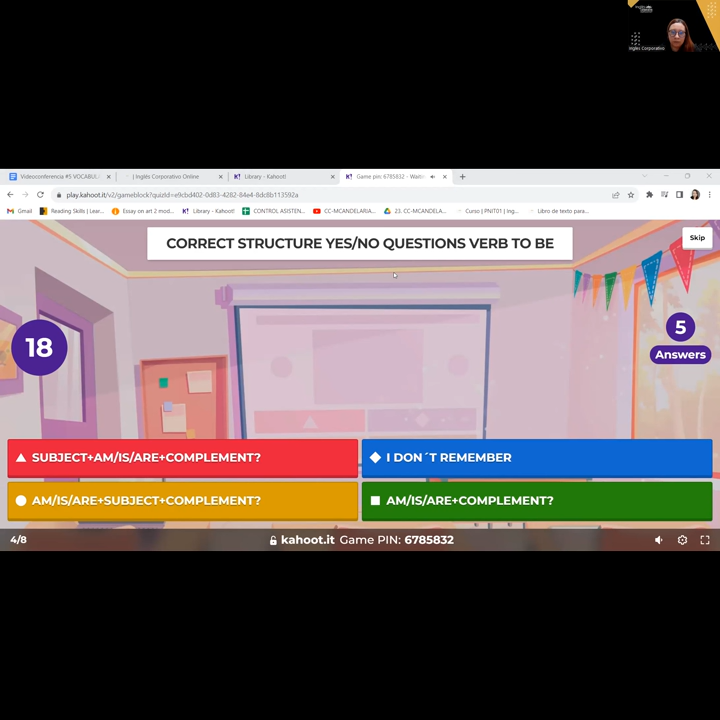 Inglés Corporativo
Videoconferencia #5 VOCABUL
| Inglés Corporativo Online
Library - Kahoot!
Game pin: 6785832 - Waitin
play.kahoot.it/v2/gameblock?quizId=e9cbd402-0d83-4282-84e4-8dc8b113592a
Gmail
Reading Skills | Lear...
Essay on art 2 mod...
Library - Kahoot!
CONTROL ASISTEN...
CC-MCANDELARIA...
23. CC-MCANDELA...
Curso | PNIT01 | Ing...
Libro de texto para...
CORRECT STRUCTURE YES/NO QUESTIONS VERB TO BE
Skip
18
5
Answers
SUBJECT+AM/IS/ARE+COMPLEMENT?
I DON´T REMEMBER
AM/IS/ARE+SUBJECT+COMPLEMENT?
AM/IS/ARE+COMPLEMENT?
4/8
kahoot.it Game PIN: 6785832